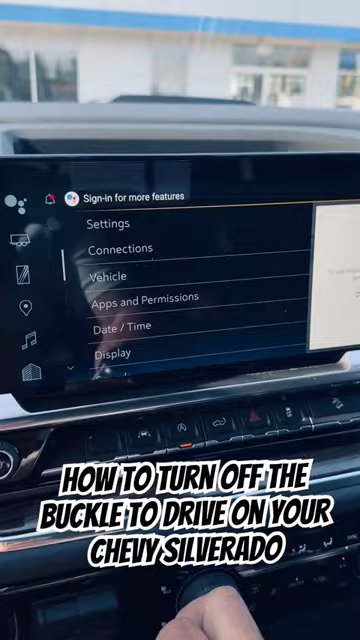 Sign-in for more features
Settings
Connections
Vehicle
Apps and Permissions
Date / Time
Display
HOW TO TURN OFF THE
BUCKLE TO DRIVE ON YOUR
CHEVY SILVERADO